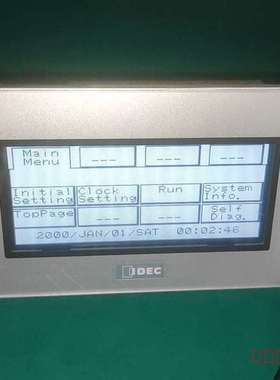 Main Menu --- --- ---
Initial Setting Clock Setting Run System Info.
TopPage --- --- Self Diag.
2000/JAN/01/SAT 00:02:46
IDEC